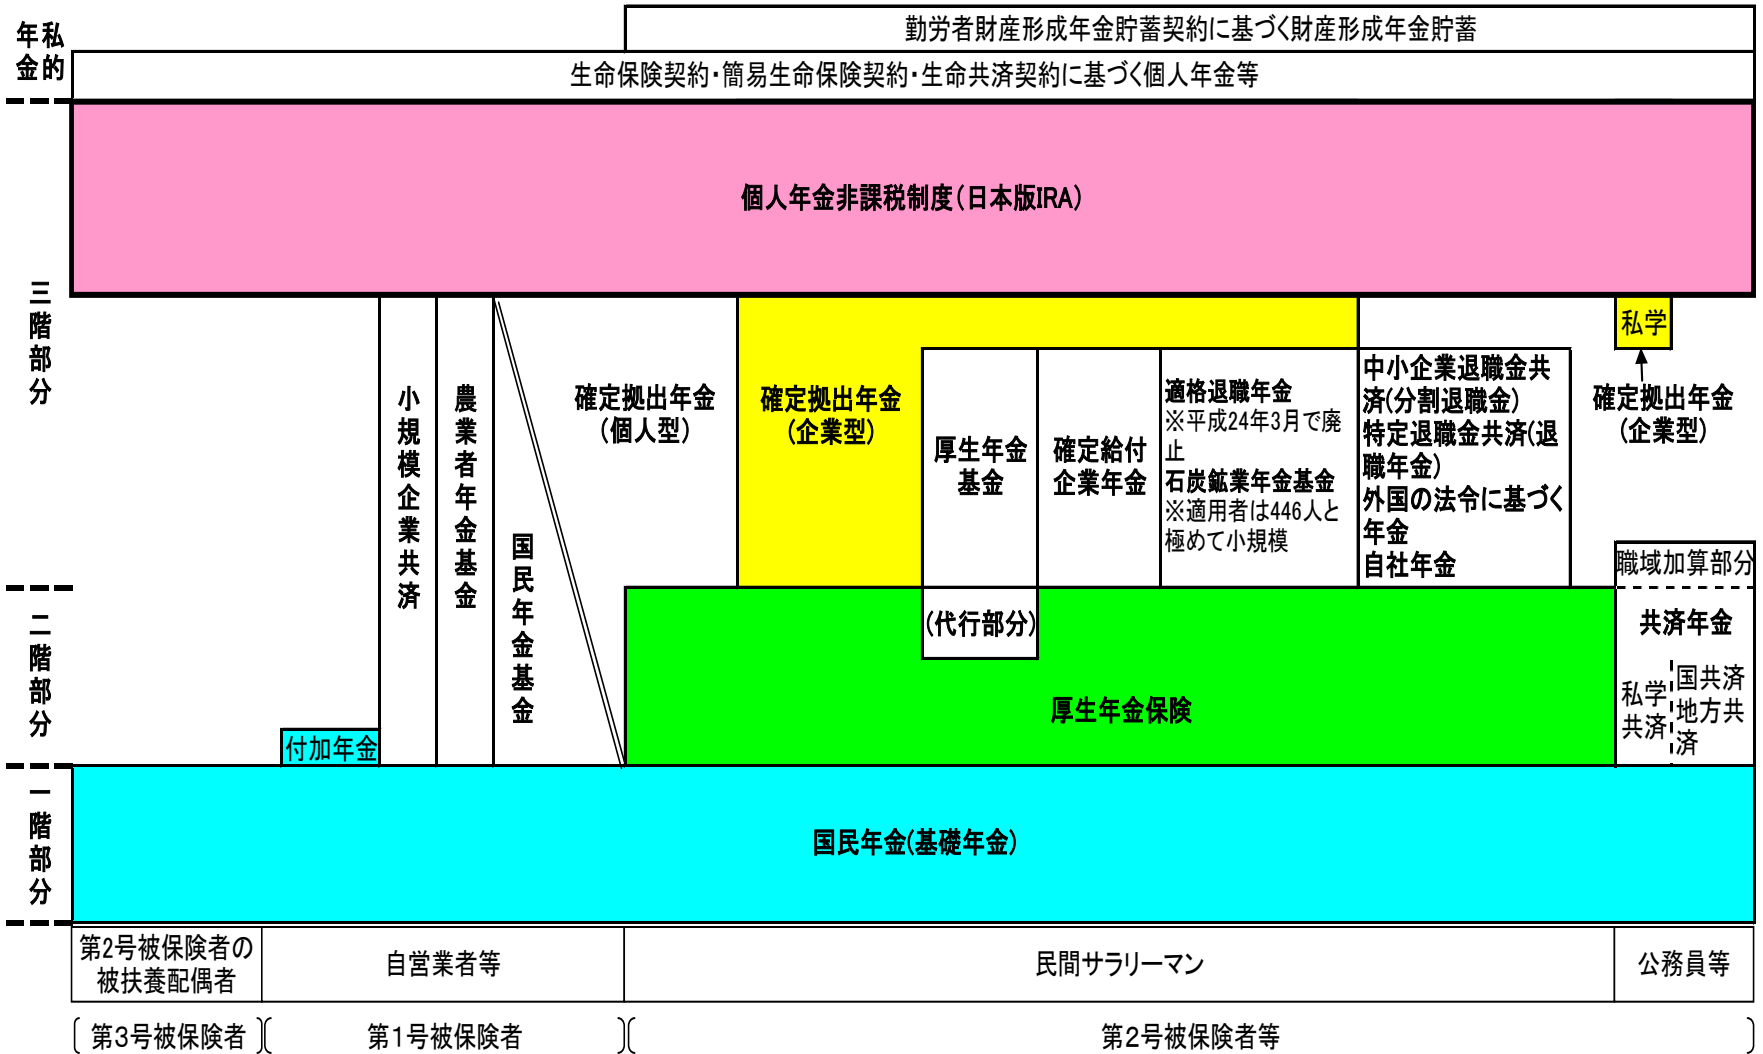 私的
年金
勤労者財産形成年金貯蓄契約に基づく財産形成年金貯蓄
生命保険契約・簡易生命保険契約・生命共済契約に基づく個人年金等
個人年金非課税制度(日本版IRA)
三階部分
小規模企業共済
農業者年金基金
国民年金基金
確定拠出年金
(個人型)
確定拠出年金
(企業型)
厚生年金
基金
確定給付
企業年金
適格退職年金
※平成24年3月で廃
止
石炭鉱業年金基金
※適用者は446人と
極めて小規模
中小企業退職金共
済(分割退職金)
特定退職金共済(退
職年金)
外国の法令に基づく
年金
自社年金
私学
確定拠出年金
(企業型)
職域加算部分
二階部分
付加年金
(代行部分)
厚生年金保険
共済年金
私学
共済
国共済
地方共
済
一階部分
国民年金(基礎年金)
第2号被保険者の
被扶養配偶者
自営業者等
民間サラリーマン
公務員等
第3号被保険者
第1号被保険者
第2号被保険者等